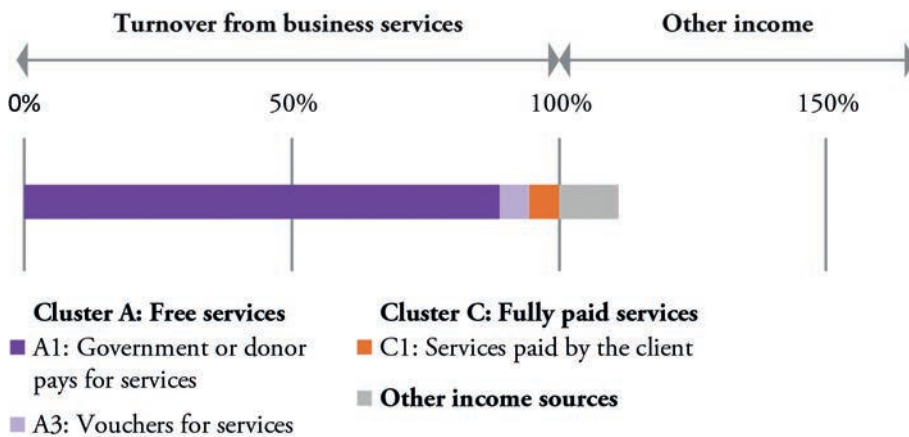 Turnover from business services
Other income
0%
50%
100%
150%
Cluster A: Free services
A1: Government or donor
pays for services
A3: Vouchers for services
Cluster C: Fully paid services
C1: Services paid by the client
Other income sources